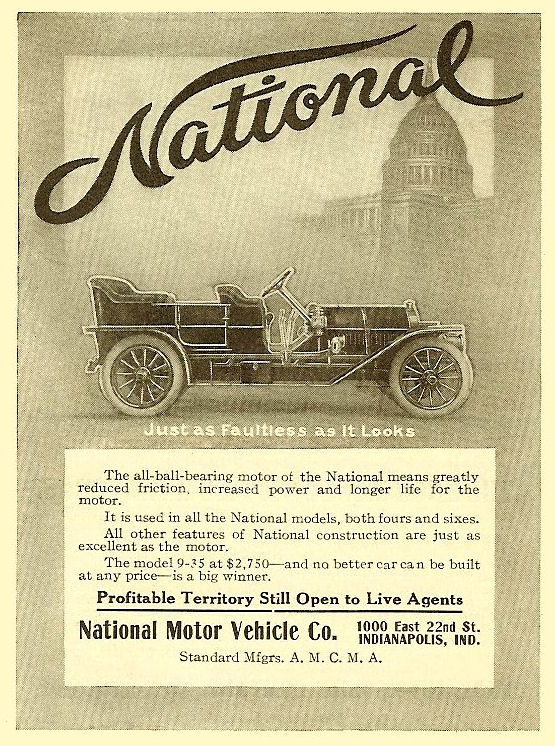 National
Just as Faultless as It Looks
The all-ball-bearing motor of the National means greatly
reduced friction, increased power and longer life for the
motor.
It is used in all the National models, both fours and sixes.
All other features of National construction are just as
excellent as the motor.
The model 9-35 at $2,750—and no better car can be built
at any price—is a big winner.
Profitable Territory Still Open to Live Agents
National Motor Vehicle Co. 1000 East 22nd St.
INDIANAPOLIS, IND.
Standard Mfgrs. A. M. C. M. A.